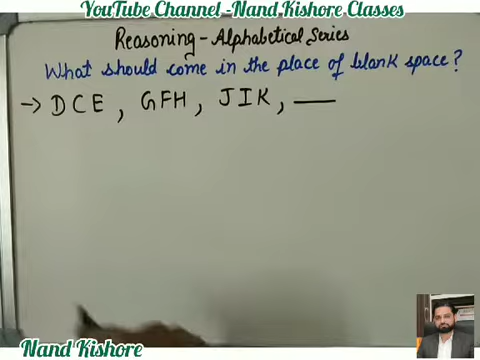 YouTube Channel -Nand Kishore Classes
Reasoning - Alphabetical Series
What should come in the place of blank space ?
→ DCE , GFH , JIK , ___
Nand Kishore